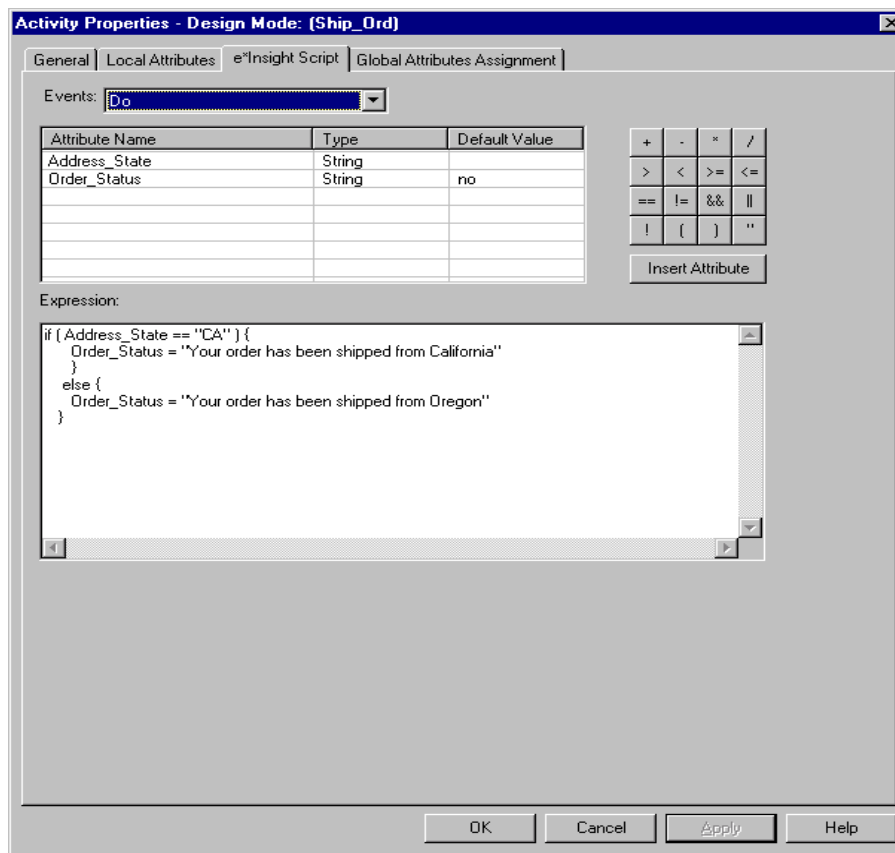 Activity Properties - Design Mode: (Ship_Ord)
General Local Attributes e*Insight Script Global Attributes Assignment
Events: Do
Attribute Name Type Default Value
Address_State String
Order_Status String no
+ - * /
> < >= <=
== != && ||
! ( ) "
Insert Attribute
Expression:
if ( Address_State == "CA" ) {
Order_Status = "Your order has been shipped from California"
}
else {
Order_Status = "Your order has been shipped from Oregon"
}
OK Cancel Apply Help